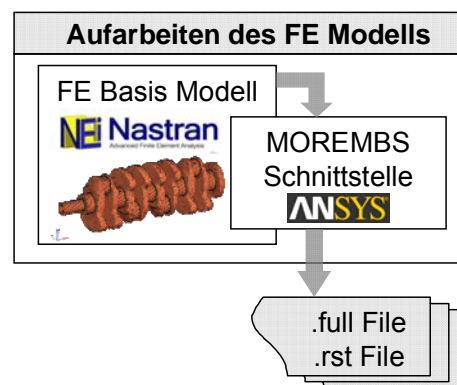 Aufarbeiten des FE Modells
FE Basis Modell
NEi Nastran
Advanced Finite Element Analysis
MOREMBS
Schnittstelle
ANSYS
.full File
.rst File